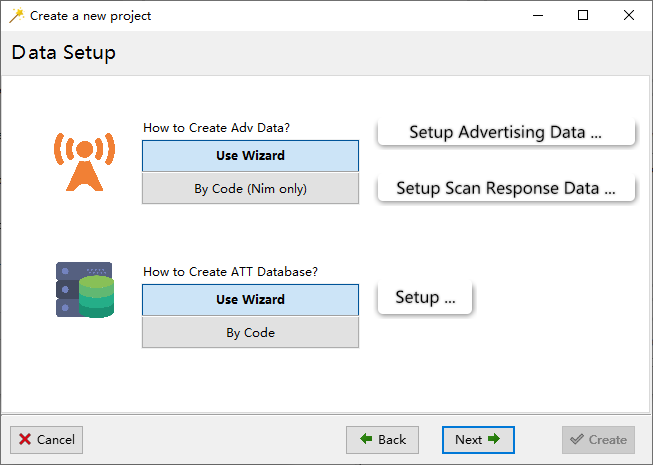 Create a new project
Data Setup
How to Create Adv Data?
Use Wizard
By Code (Nim only)
Setup Advertising Data ...
Setup Scan Response Data ...
How to Create ATT Database?
Use Wizard
By Code
Setup ...
Cancel
Back
Next
Create